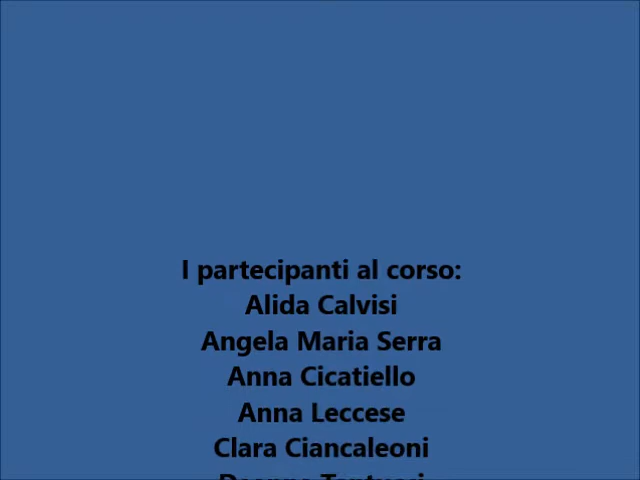 I partecipanti al corso:
Alida Calvisi
Angela Maria Serra
Anna Cicatiello
Anna Leccese
Clara Ciancaleoni